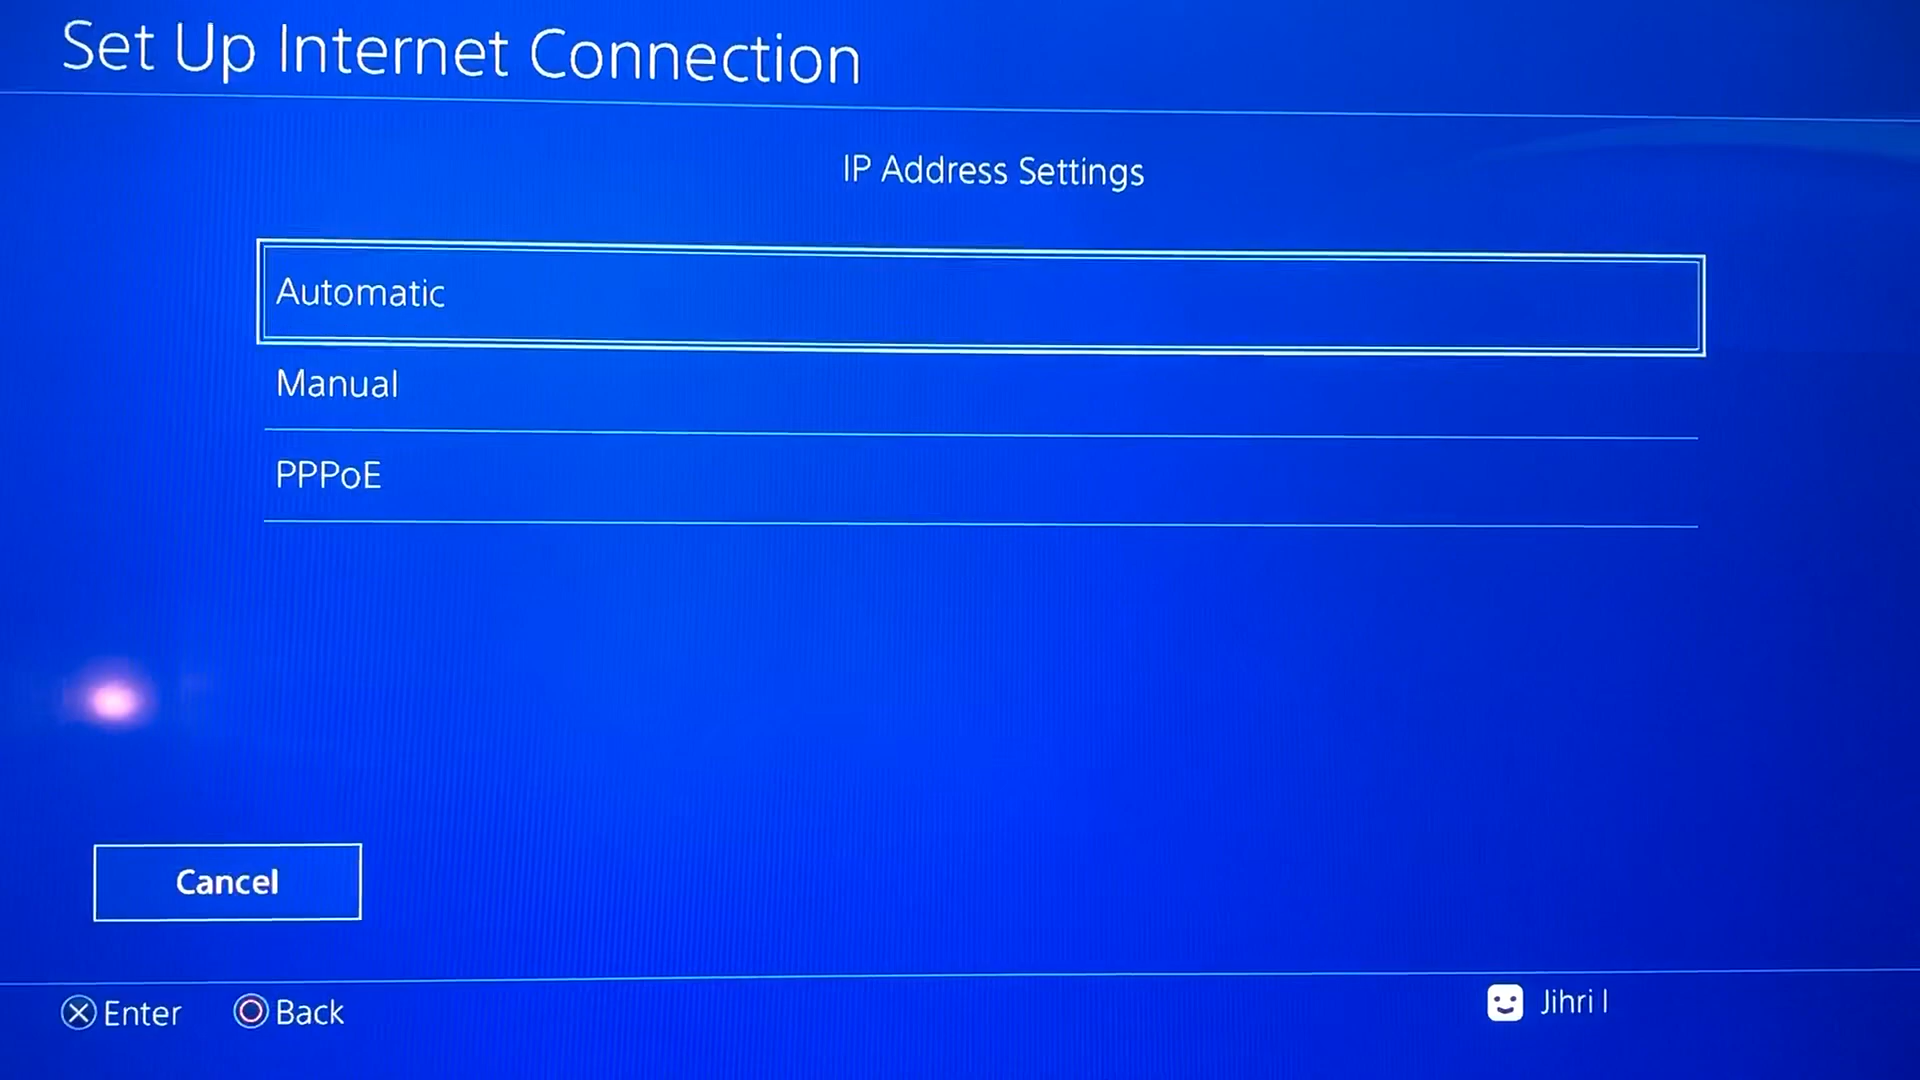 Set Up Internet Connection
IP Address Settings
Automatic
Manual
PPPoE
Cancel
Enter Back
Jihri I